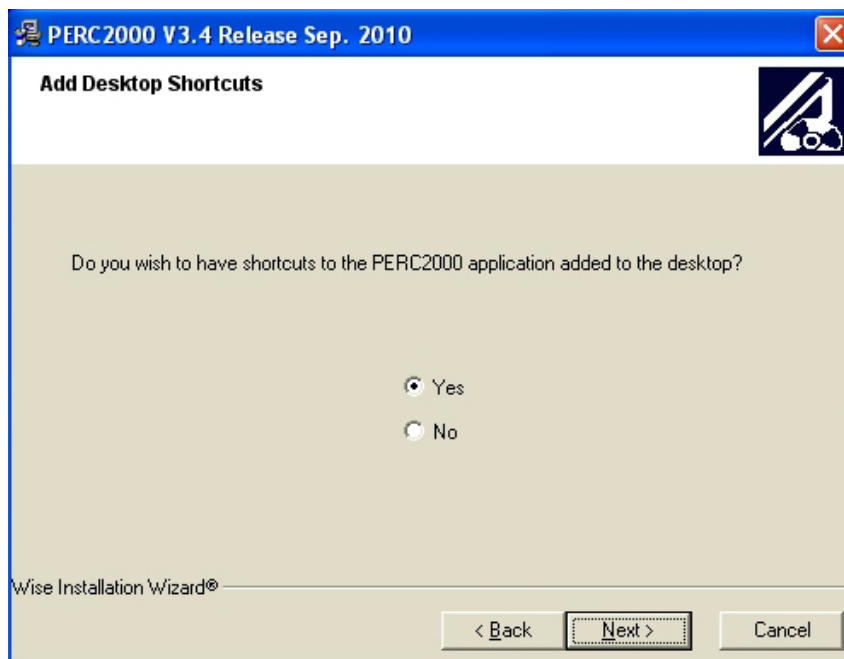 PERC2000 V3.4 Release Sep. 2010
Add Desktop Shortcuts
Do you wish to have shortcuts to the PERC2000 application added to the desktop?
Yes
No
Wise Installation Wizard®
< Back
Next >
Cancel